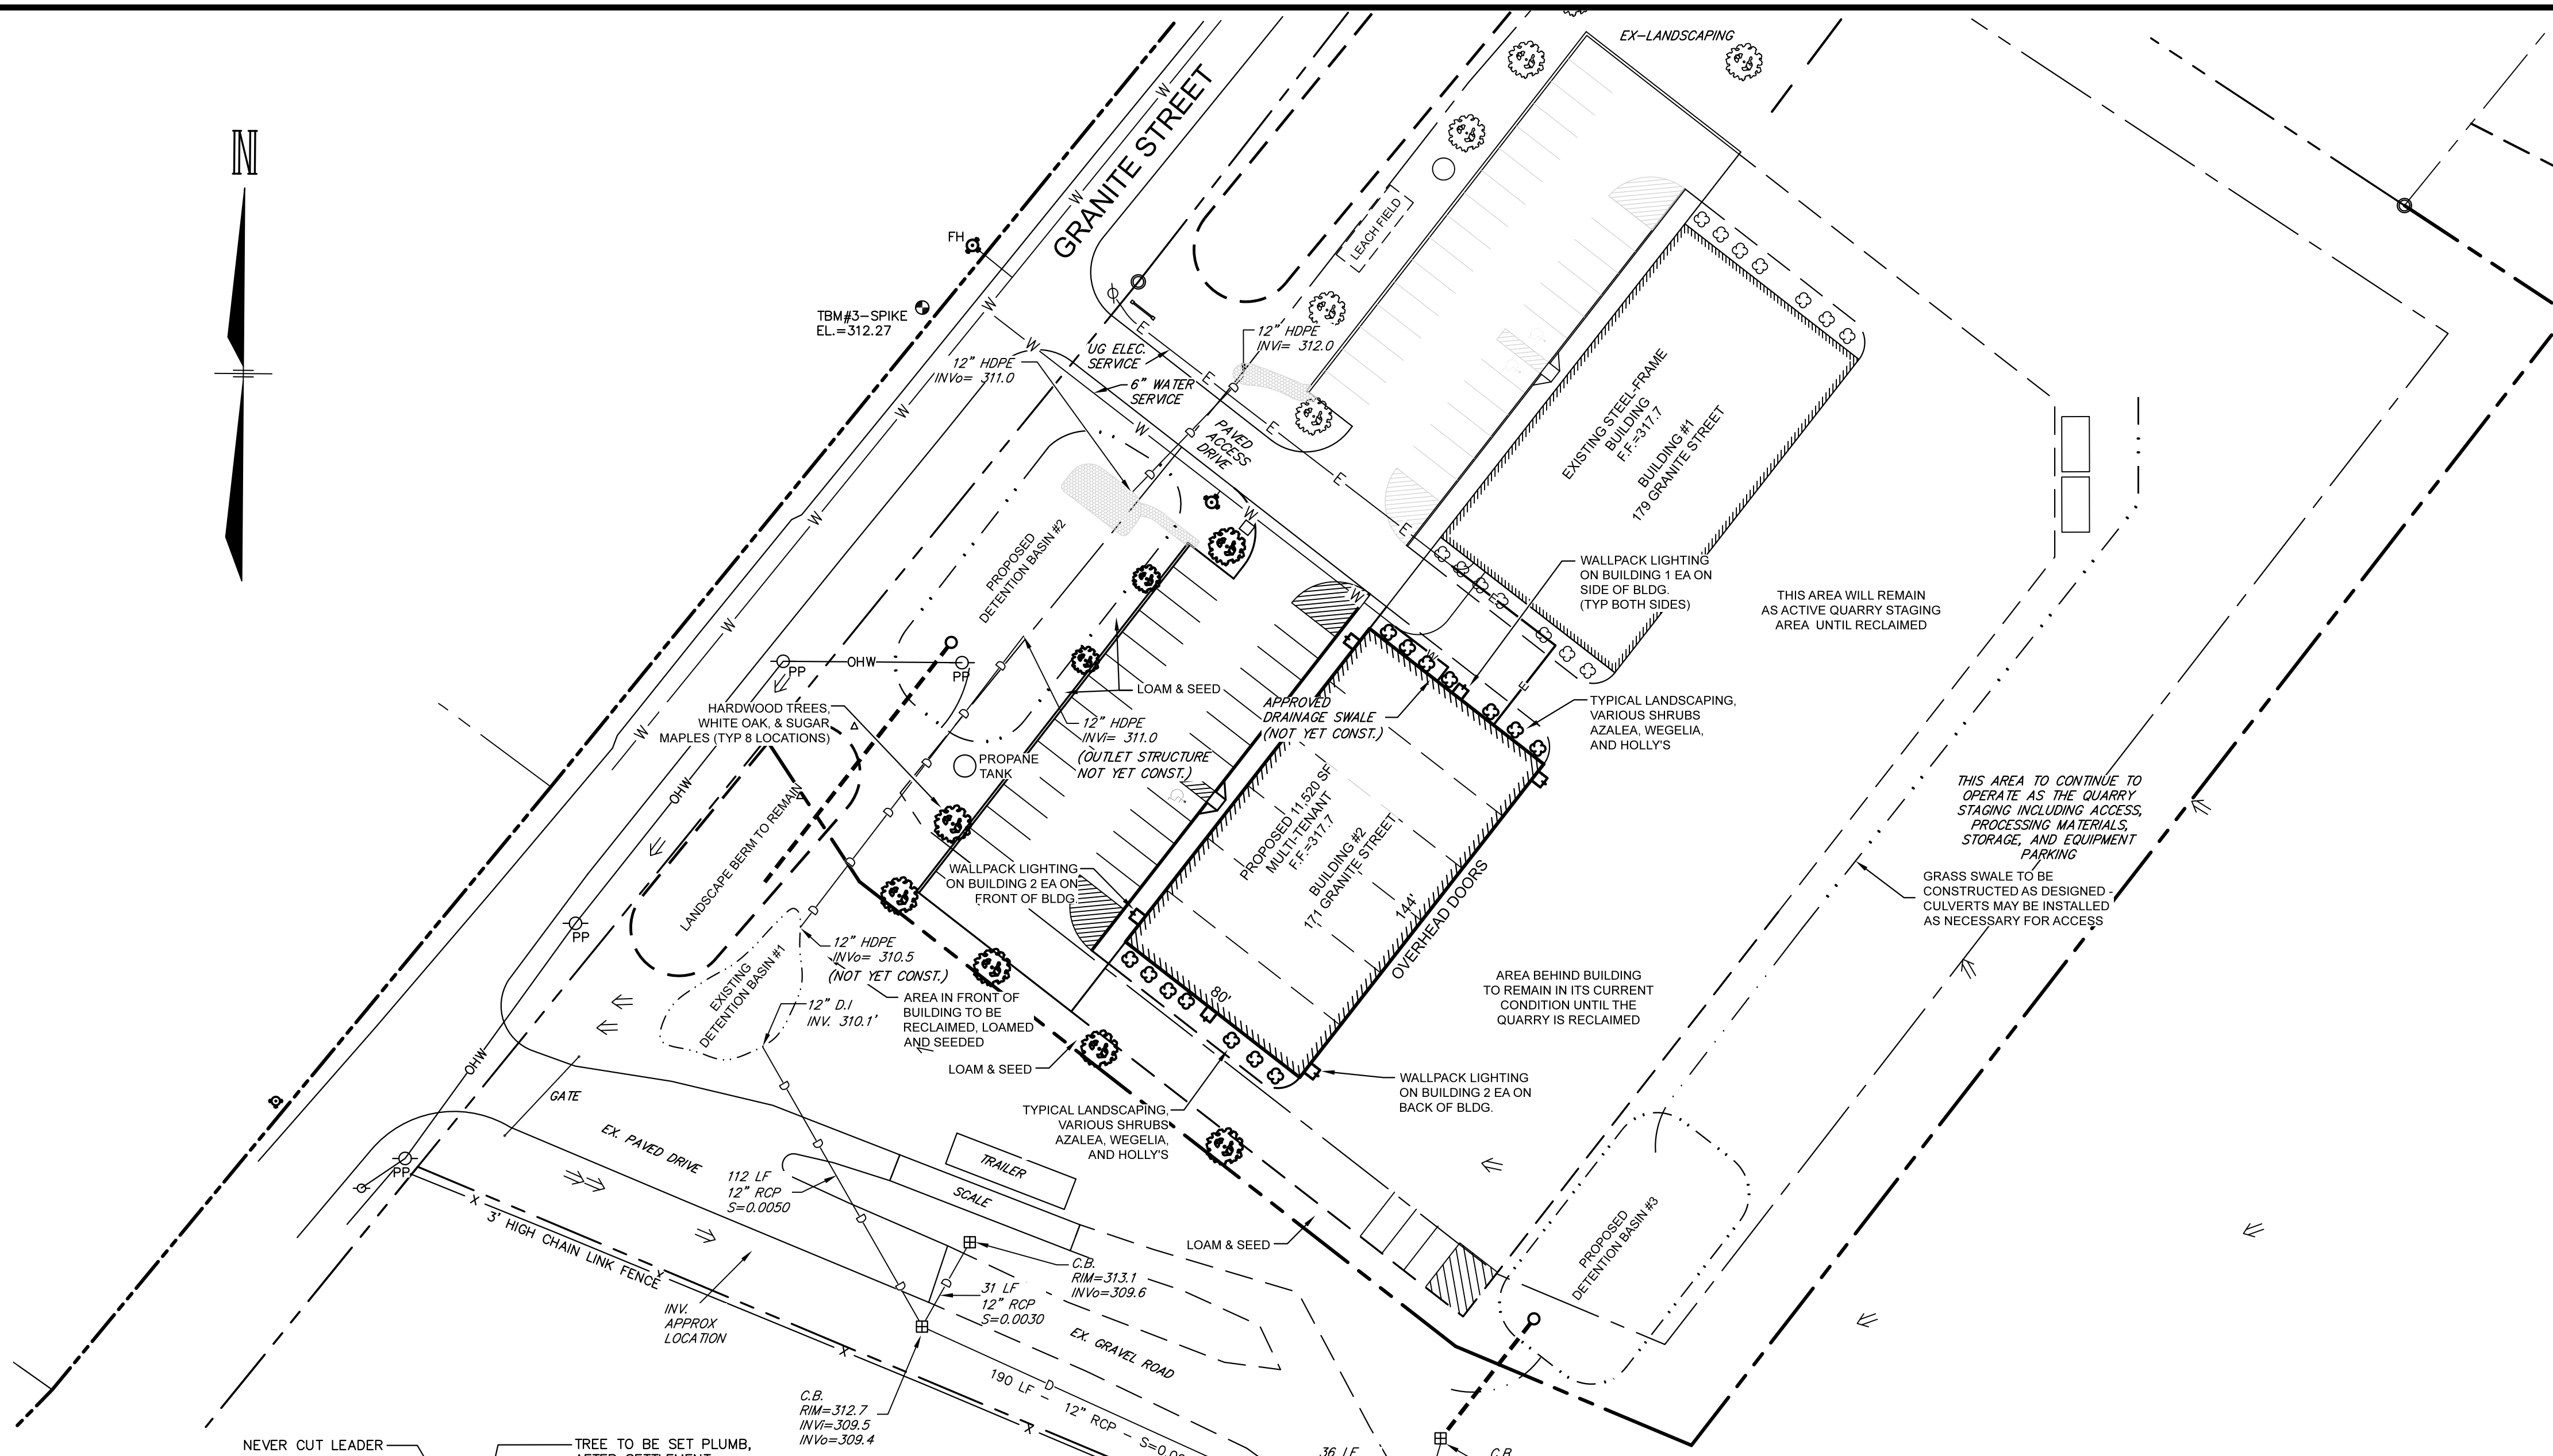 EX-LANDSCAPING
N
GRANITE STREET
W
W
W
W
W
W
W
W
FH
TBM#3-SPIKE
EL.=312.27
LEACH FIELD
12" HDPE
INVi= 312.0
12" HDPE
INVo= 311.0
UG ELEC.
SERVICE
6" WATER
SERVICE
PAVED
ACCESS
DRIVE
W
W
W
W
W
E
E
E
E
E
E
E
D
EXISTING STEEL-FRAME
BUILDING
F.F.=317.7
BUILDING #1
179 GRANITE STREET
PROPOSED
DETENTION BASIN #2
WALLPACK LIGHTING
ON BUILDING 1 EA ON
SIDE OF BLDG.
(TYP BOTH SIDES)
THIS AREA WILL REMAIN
AS ACTIVE QUARRY STAGING
AREA UNTIL RECLAIMED
OHW
PP
PP
LOAM & SEED
HARDWOOD TREES,
WHITE OAK, & SUGAR
MAPLES (TYP 8 LOCATIONS)
12" HDPE
INVi= 311.0
(OUTLET STRUCTURE
NOT YET CONST.)
APPROVED
DRAINAGE SWALE
(NOT YET CONST.)
TYPICAL LANDSCAPING,
VARIOUS SHRUBS
AZALEA, WEGELIA,
AND HOLLY'S
PROPANE
TANK
OHW
LANDSCAPE BERM TO REMAIN
PROPOSED 11,520 SF
MULTI-TENANT
F.F.=317.7
BUILDING #2
171 GRANITE STREET
144'
OVERHEAD DOORS
80'
THIS AREA TO CONTINUE TO
OPERATE AS THE QUARRY
STAGING INCLUDING ACCESS,
PROCESSING MATERIALS,
STORAGE, AND EQUIPMENT
PARKING
GRASS SWALE TO BE
CONSTRUCTED AS DESIGNED -
CULVERTS MAY BE INSTALLED
AS NECESSARY FOR ACCESS
WALLPACK LIGHTING
ON BUILDING 2 EA ON
FRONT OF BLDG.
PP
12" HDPE
INVo= 310.5
(NOT YET CONST.)
EXISTING
DETENTION BASIN #1
12" D.I
INV. 310.1'
AREA IN FRONT OF
BUILDING TO BE
RECLAIMED, LOAMED
AND SEEDED
AREA BEHIND BUILDING
TO REMAIN IN ITS CURRENT
CONDITION UNTIL THE
QUARRY IS RECLAIMED
LOAM & SEED
WALLPACK LIGHTING
ON BUILDING 2 EA ON
BACK OF BLDG.
OHW
GATE
TYPICAL LANDSCAPING,
VARIOUS SHRUBS
AZALEA, WEGELIA,
AND HOLLY'S
EX. PAVED DRIVE
PP
TRAILER
SCALE
112 LF
12" RCP
S=0.0050
X
3' HIGH CHAIN LINK FENCE
X
X
X
LOAM & SEED
PROPOSED
DETENTION BASIN #3
C.B.
RIM=313.1
INVo=309.6
31 LF
12" RCP
S=0.0030
INV.
APPROX
LOCATION
EX. GRAVEL ROAD
190 LF - 12" RCP - S=0.00
D
C.B.
RIM=312.7
INVi=309.5
INVo=309.4
NEVER CUT LEADER
TREE TO BE SET PLUMB,
AFTER SETTLEMENT
36 LF
C.B.